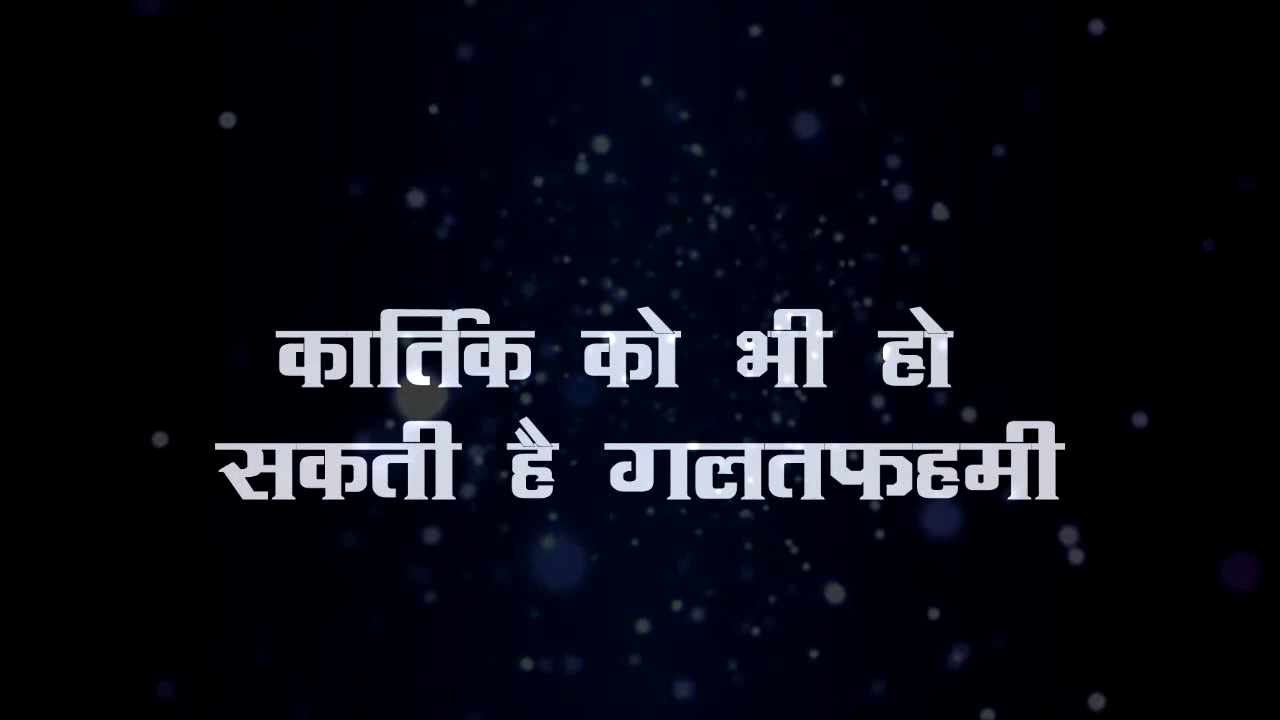 कार्तिक को भी हो
सकती है गलतफहमी